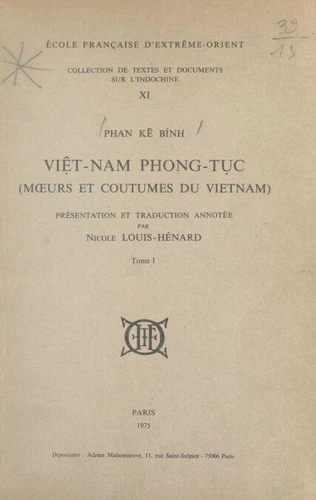 39
15
ÉCOLE FRANÇAISE D'EXTRÊME-ORIENT
COLLECTION DE TEXTES ET DOCUMENTS
SUR L'INDOCHINE
XI
PHAN KẾ BÍNH
VIỆT-NAM PHONG-TỤC
(MŒURS ET COUTUMES DU VIETNAM)
PRÉSENTATION ET TRADUCTION ANNOTÉE
PAR
NICOLE LOUIS-HÉNARD
Tome I
PARIS
1975
Dépositaire : Adrien Maisonneuve, 11, rue Saint-Sulpice - 75006 Paris